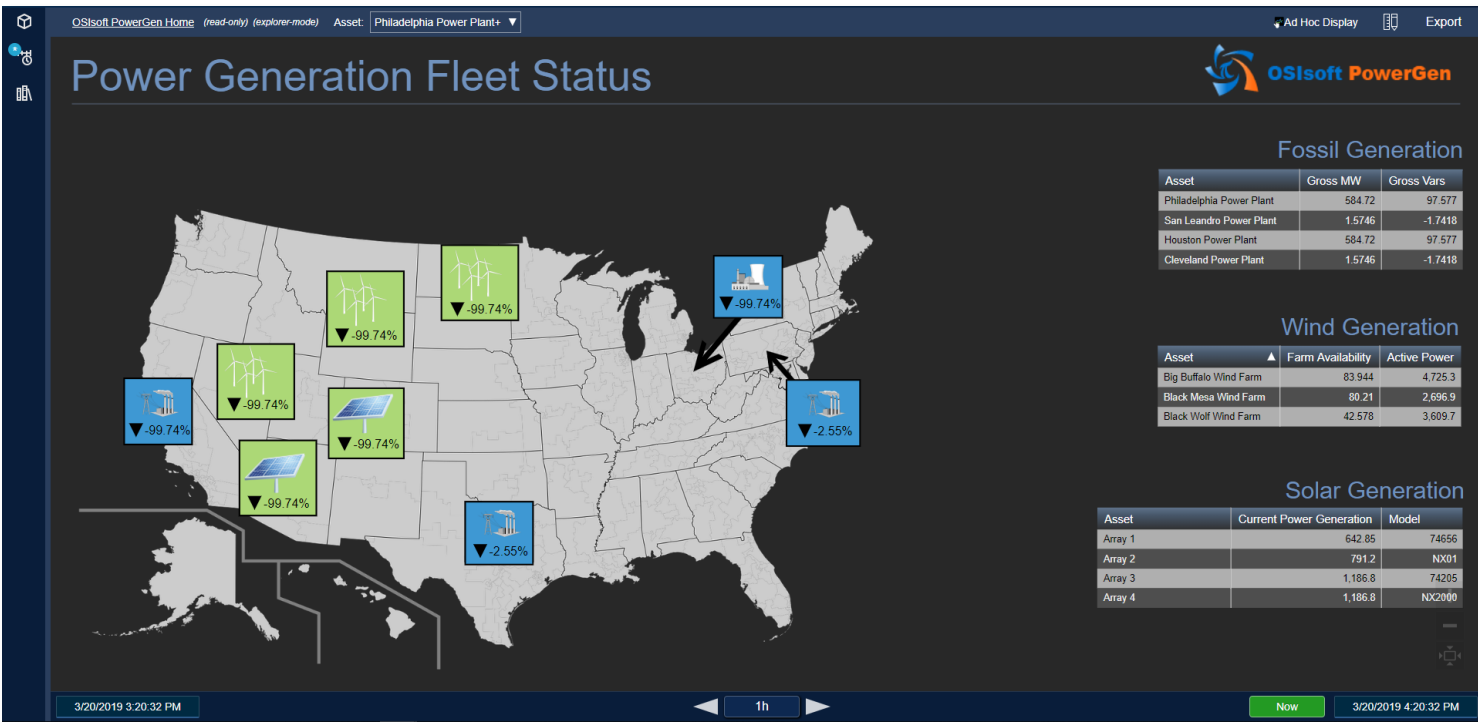 OSIsoft PowerGen Home (read-only) (explorer-mode) Asset: Philadelphia Power Plant+ ▼ Ad Hoc Display Export
Power Generation Fleet Status
OSIsoft PowerGen
Fossil Generation
Asset Gross MW Gross Vars
Philadelphia Power Plant 584.72 97.577
San Leandro Power Plant 1.5746 -1.7418
Houston Power Plant 584.72 97.577
Cleveland Power Plant 1.5746 -1.7418
Wind Generation
Asset ▲ Farm Availability Active Power
Big Buffalo Wind Farm 83.944 4,725.3
Black Mesa Wind Farm 80.21 2,696.9
Black Wolf Wind Farm 42.578 3,609.7
Solar Generation
Asset Current Power Generation Model
Array 1 642.85 74656
Array 2 791.2 NX01
Array 3 1,186.8 74205
Array 4 1,186.8 NX2000
▼-99.74%
▼-99.74%
▼-99.74%
▼-99.74%
▼-99.74%
▼-99.74%
▼-2.55%
▼-99.74%
▼-2.55%
3/20/2019 3:20:32 PM 1h Now 3/20/2019 4:20:32 PM